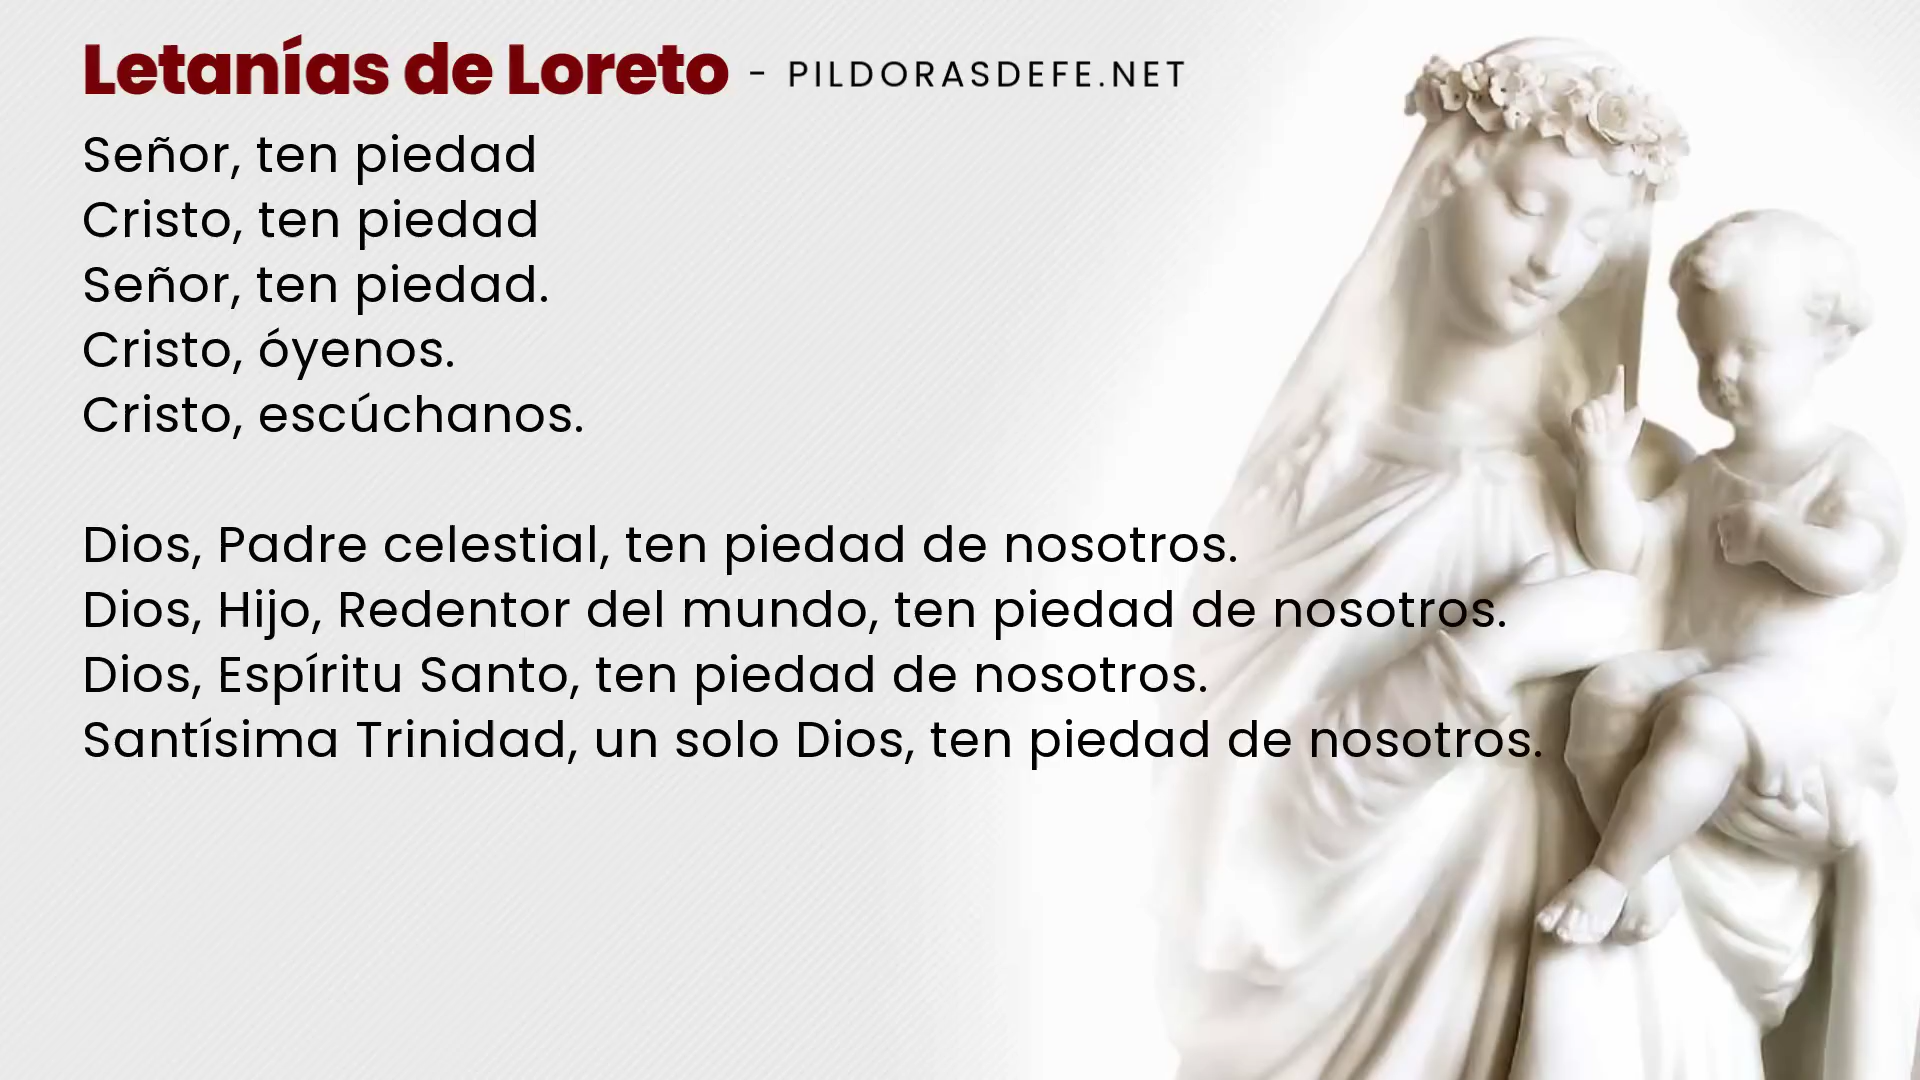 Letanías de Loreto - PILDORASDEFE.NET
Señor, ten piedad
Cristo, ten piedad
Señor, ten piedad.
Cristo, óyenos.
Cristo, escúchanos.
Dios, Padre celestial, ten piedad de nosotros.
Dios, Hijo, Redentor del mundo, ten piedad de nosotros.
Dios, Espíritu Santo, ten piedad de nosotros.
Santísima Trinidad, un solo Dios, ten piedad de nosotros.